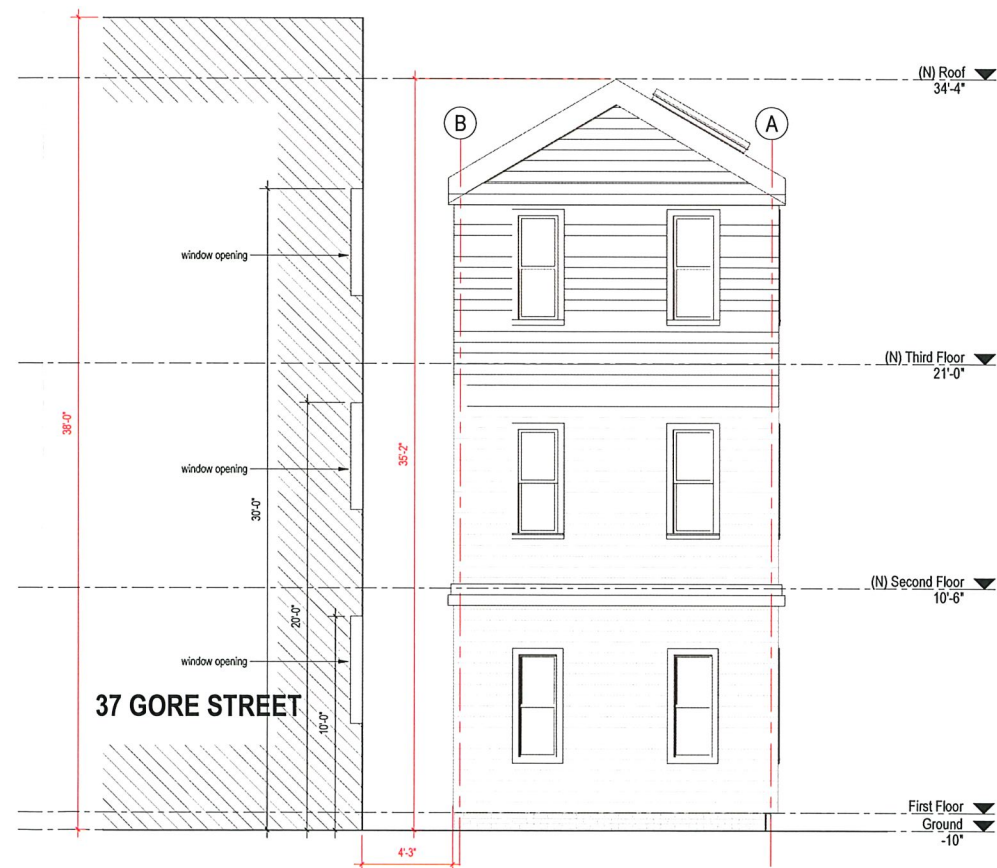 (N) Roof
34'-4"
B
A
window opening
(N) Third Floor
21'-0"
38'-0"
35'-2"
window opening
30'-0"
(N) Second Floor
10'-6"
20'-0"
window opening
37 GORE STREET
10'-0"
First Floor
Ground
-10"
4'-3"